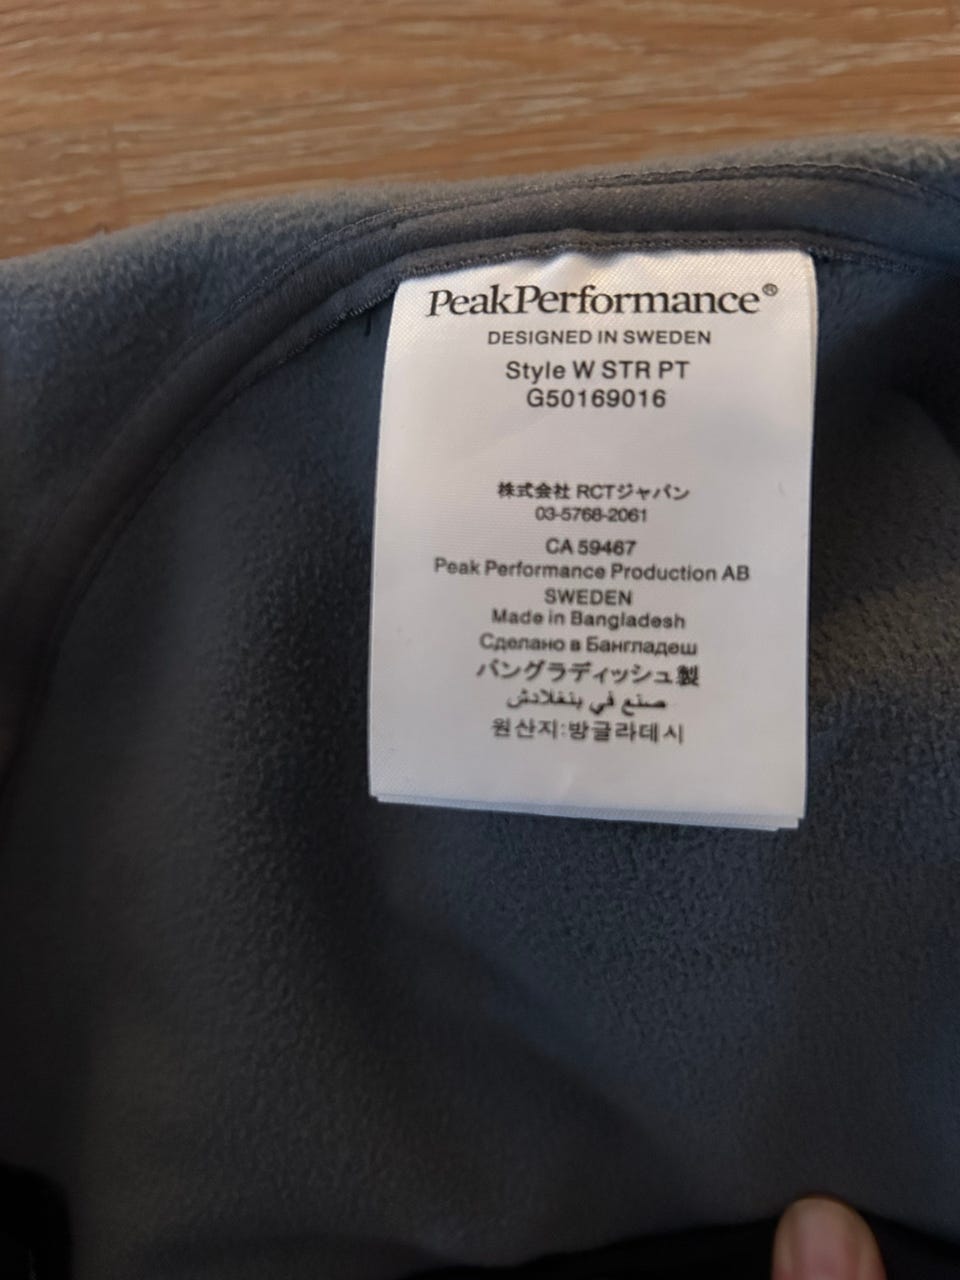 PeakPerformance®
DESIGNED IN SWEDEN
Style W STR PT
G50169016
株式会社 RCTジャパン
03-5768-2061
CA 59467
Peak Performance Production AB
SWEDEN
Made in Bangladesh
Сделано в Бангладеш
バングラディッシュ製
صنع في بنغلادش
원산지:방글라데시